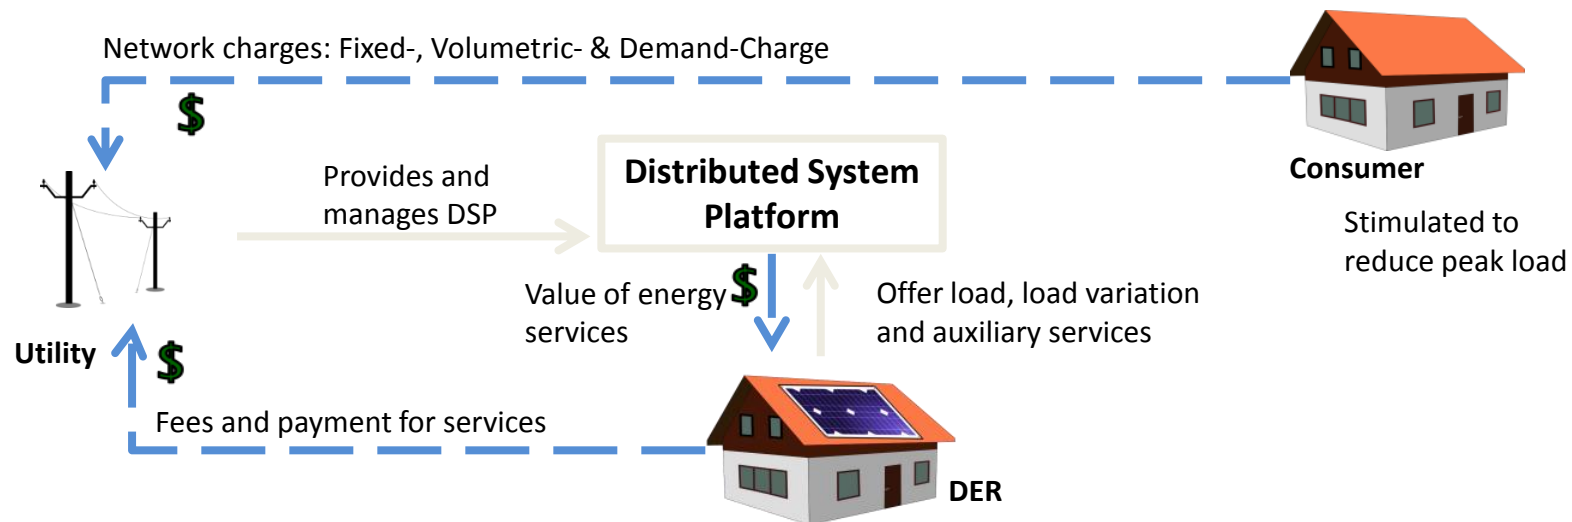 Network charges: Fixed-, Volumetric- & Demand-Charge
$
Consumer
Stimulated to
reduce peak load
Provides and
manages DSP
Distributed System
Platform
Value of energy
services
$
Offer load, load variation
and auxiliary services
Utility
$
Fees and payment for services
DER